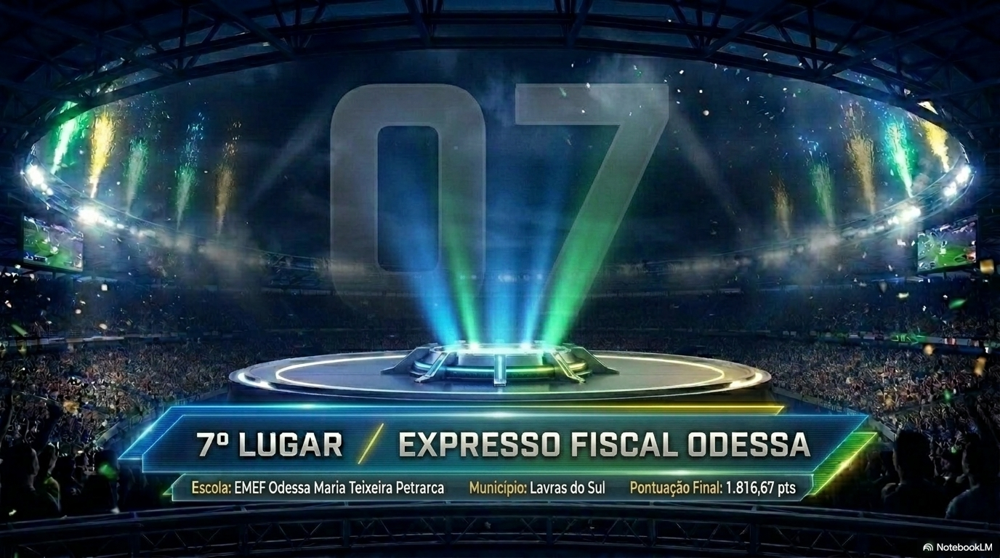 07
7º LUGAR / EXPRESSO FISCAL ODESSA
Escola: EMEF Odessa Maria Teixeira Petrarca Município: Lavras do Sul Pontuação Final: 1.816,67 pts
NotebookLM